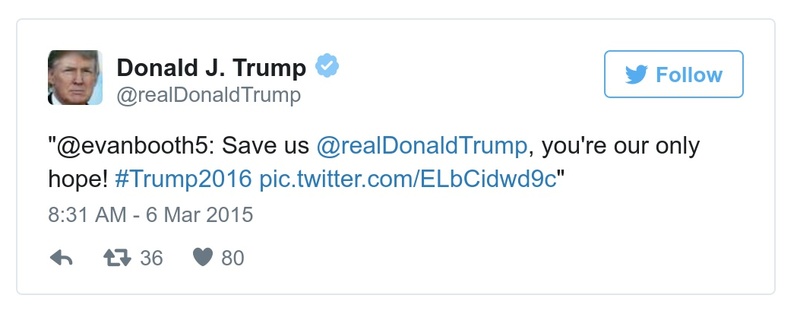 Donald J. Trump
@realDonaldTrump
Follow
"@evanbooth5: Save us @realDonaldTrump, you're our only
hope! #Trump2016 pic.twitter.com/ELbCidwd9c"
8:31 AM - 6 Mar 2015
36 80